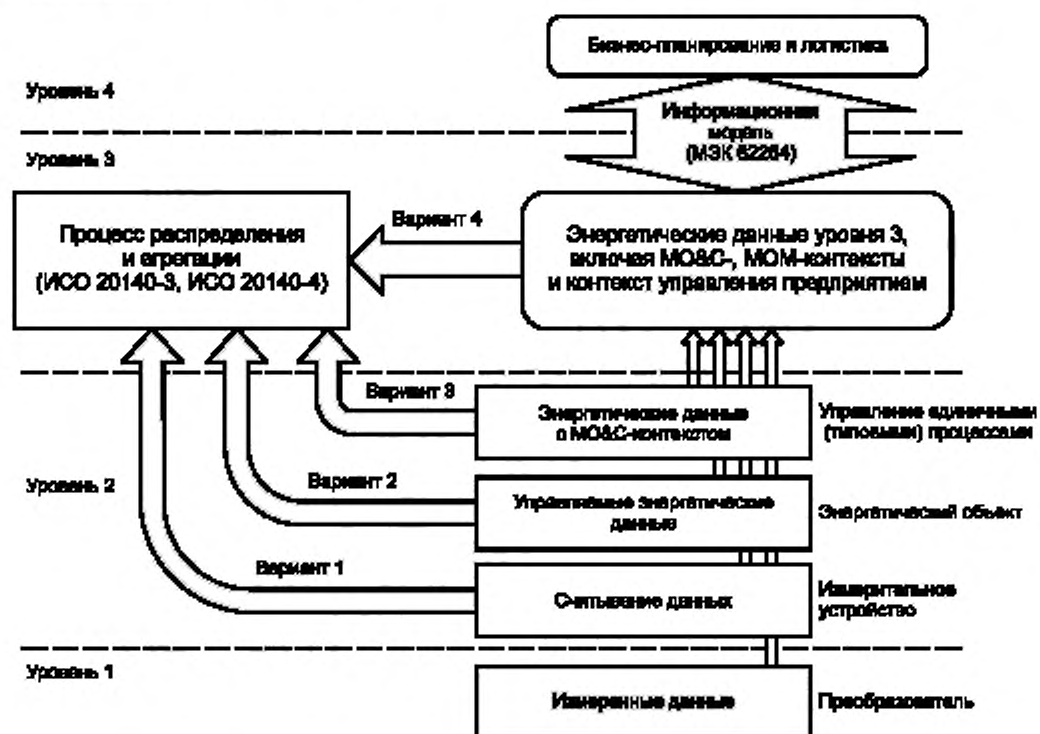 Бизнес-планирование и логистика
Уровень 4
Информационная
модель
(МЭК 62264)
Уровень 3
Процесс распределения
и агрегации
(ИСО 20140-3, ИСО 20140-4)
Вариант 4
Энергетические данные уровня 3,
включая MO&C-, МОМ-контексты
и контекст управления предприятием
Вариант 3
Энергетические данные
с MO&C-контекстом
Управление единичными
(типовыми) процессами
Уровень 2
Вариант 2
Управляемые энергетические
данные
Энергетический объект
Вариант 1
Считывание данных
Измерительное
устройство
Уровень 1
Измеренные данные
Преобразователь